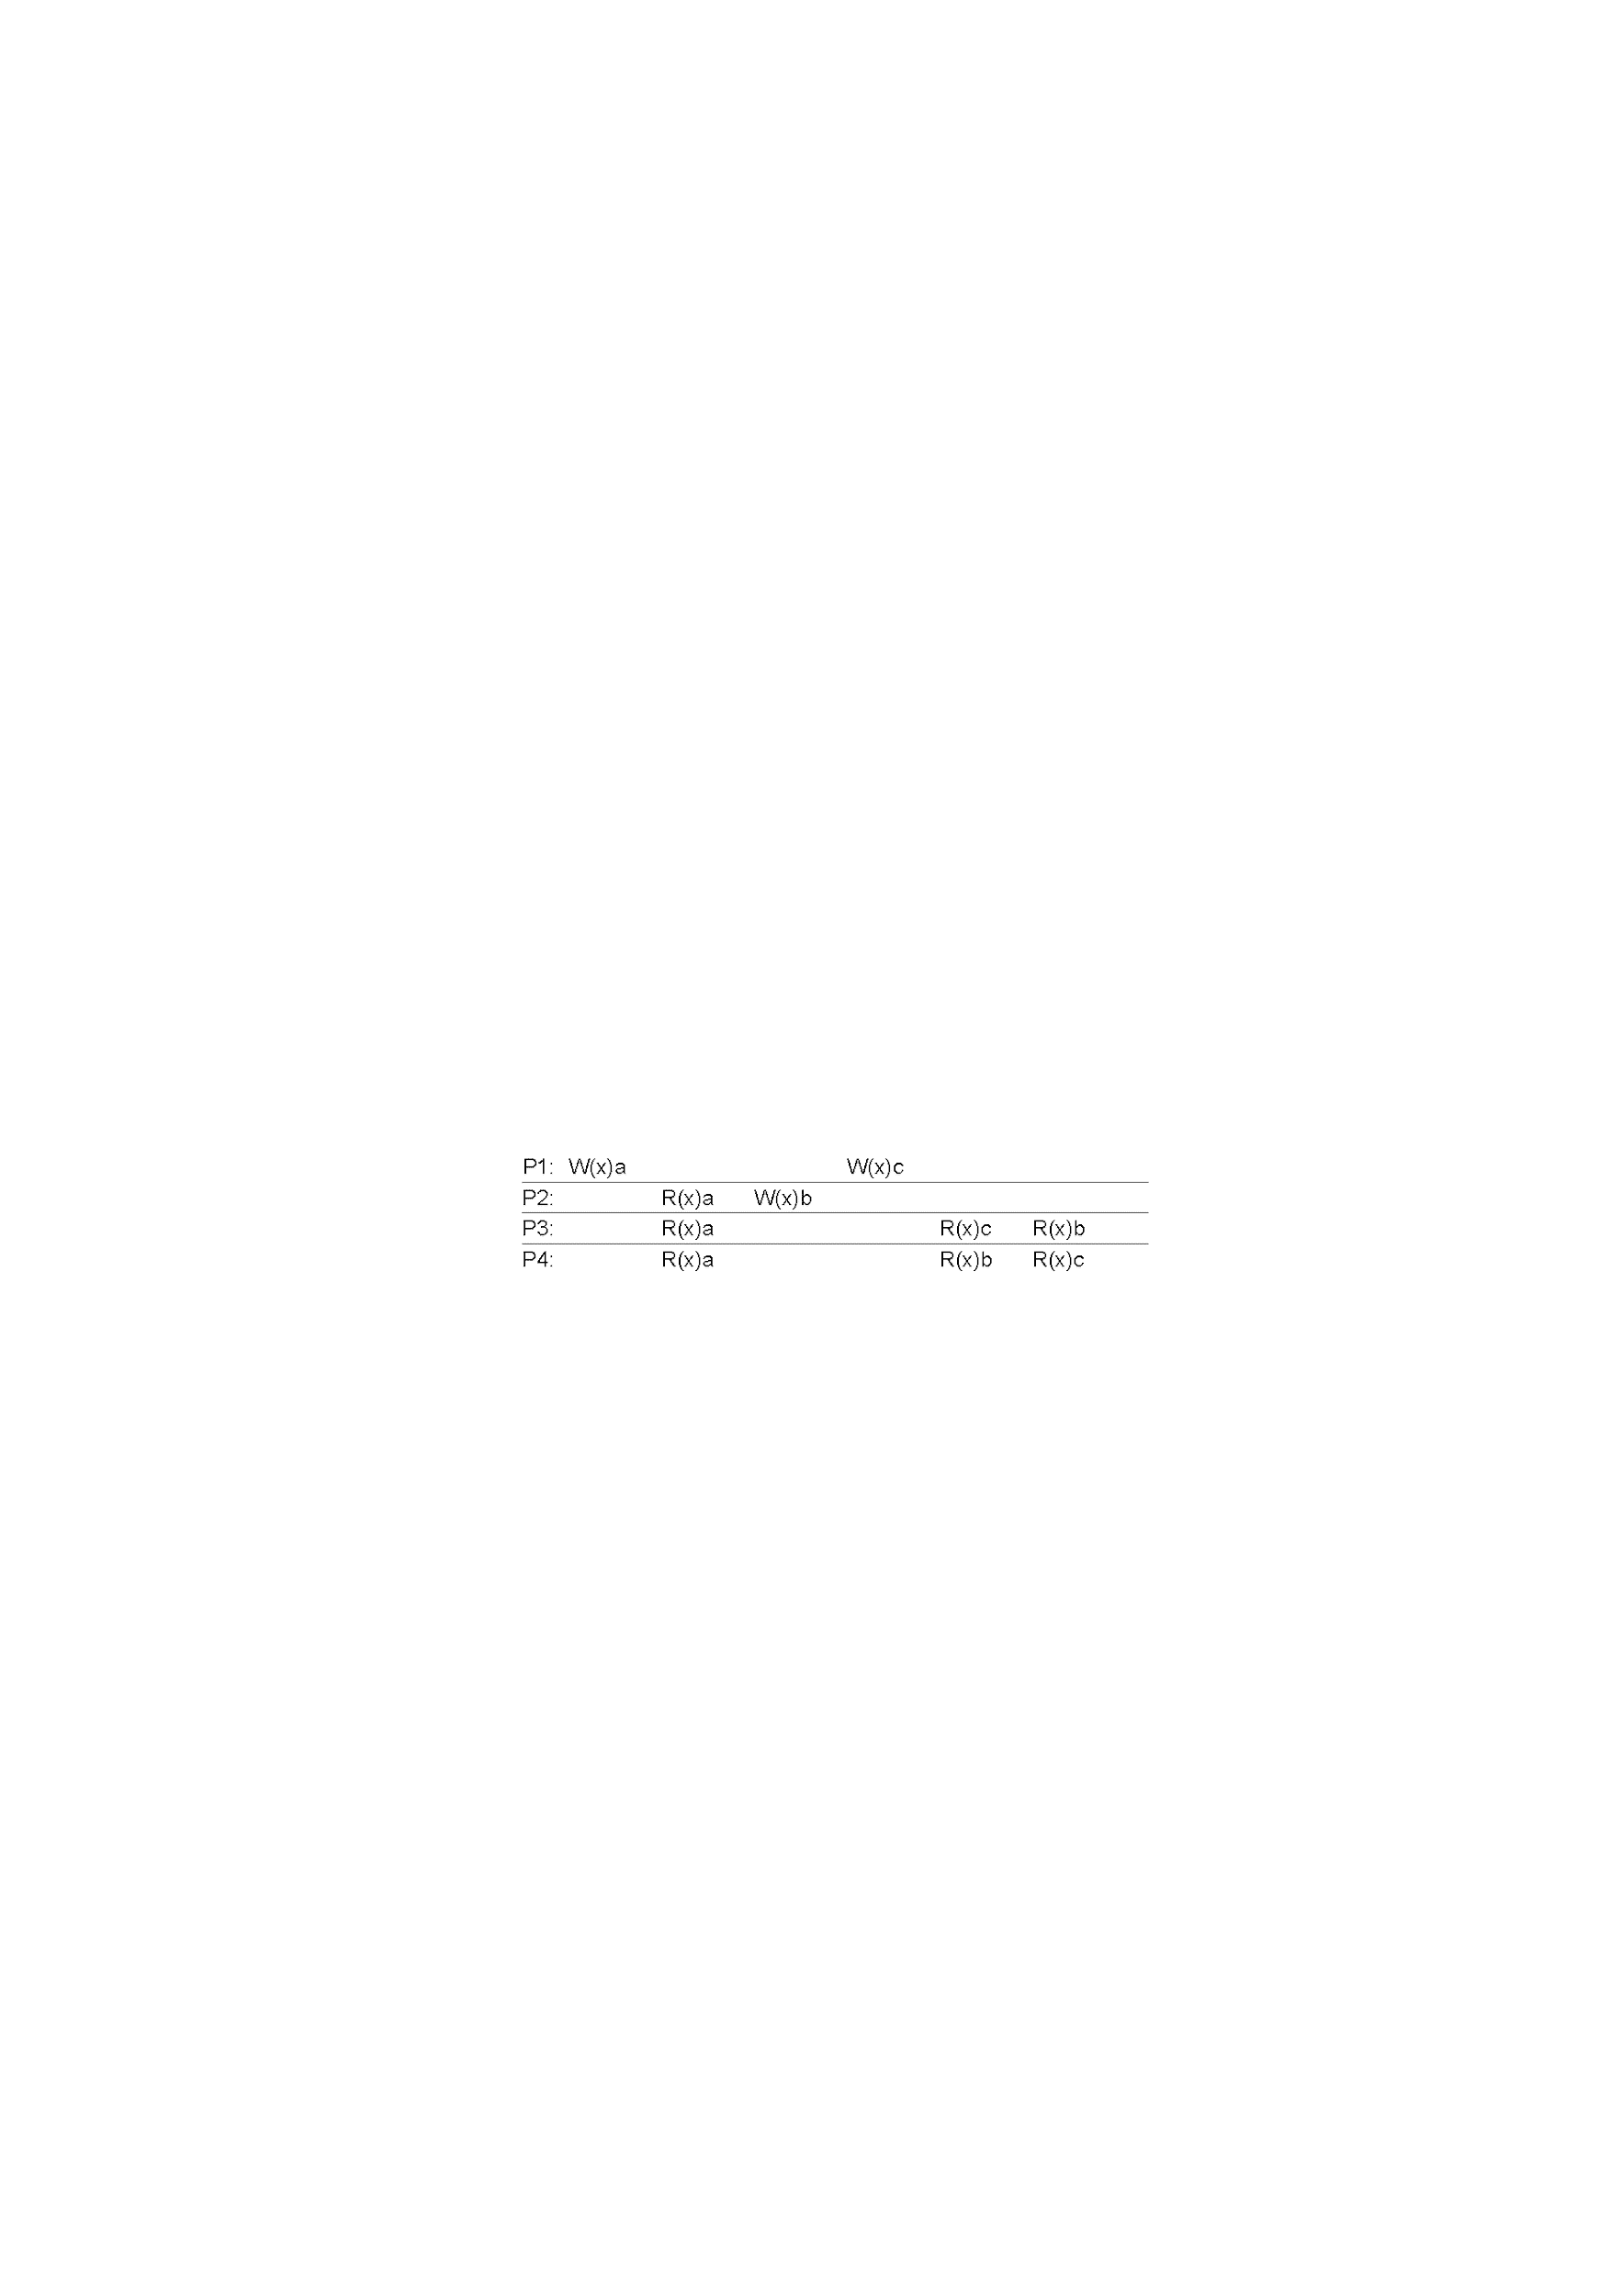 P1: W(x)a W(x)c
P2: R(x)a W(x)b
P3: R(x)a R(x)c R(x)b
P4: R(x)a R(x)b R(x)c